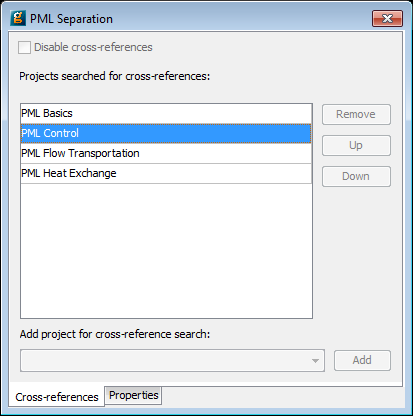 PML Separation
Disable cross-references
Projects searched for cross-references:
PML Basics
PML Control
PML Flow Transportation
PML Heat Exchange
Remove
Up
Down
Add project for cross-reference search:
Add
Cross-references
Properties